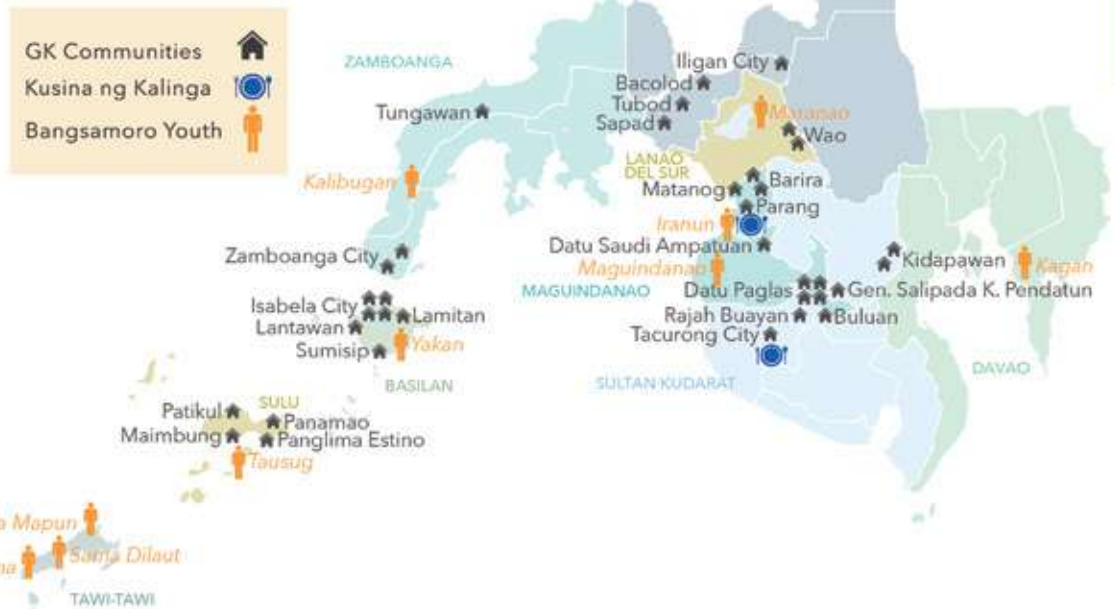 GK Communities
Kusina ng Kalinga
Bangsamoro Youth
ZAMBOANGA
Tungawan
Kalibugan
Zamboanga City
Isabela City
Lantawan
Lamitan
Sumisip
Yakan
BASILAN
Patikul
SULU
Panamao
Maimbung
Panglima Estino
Tausug
a Mapun
Sama Dilaut
na
TAWI-TAWI
Iligan City
Bacolod
Tubod
Sapad
Maranao
Wao
LANAO
DEL SUR
Matanog
Barira
Parang
Iranun
Datu Saudi Ampatuan
Maguindanao
MAGUINDANAO
Datu Paglas
Gen. Salipada K. Pendatun
Rajah Buayan
Buluan
Tacurong City
SULTAN KUDARAT
Kidapawan
Kagan
DAVAO